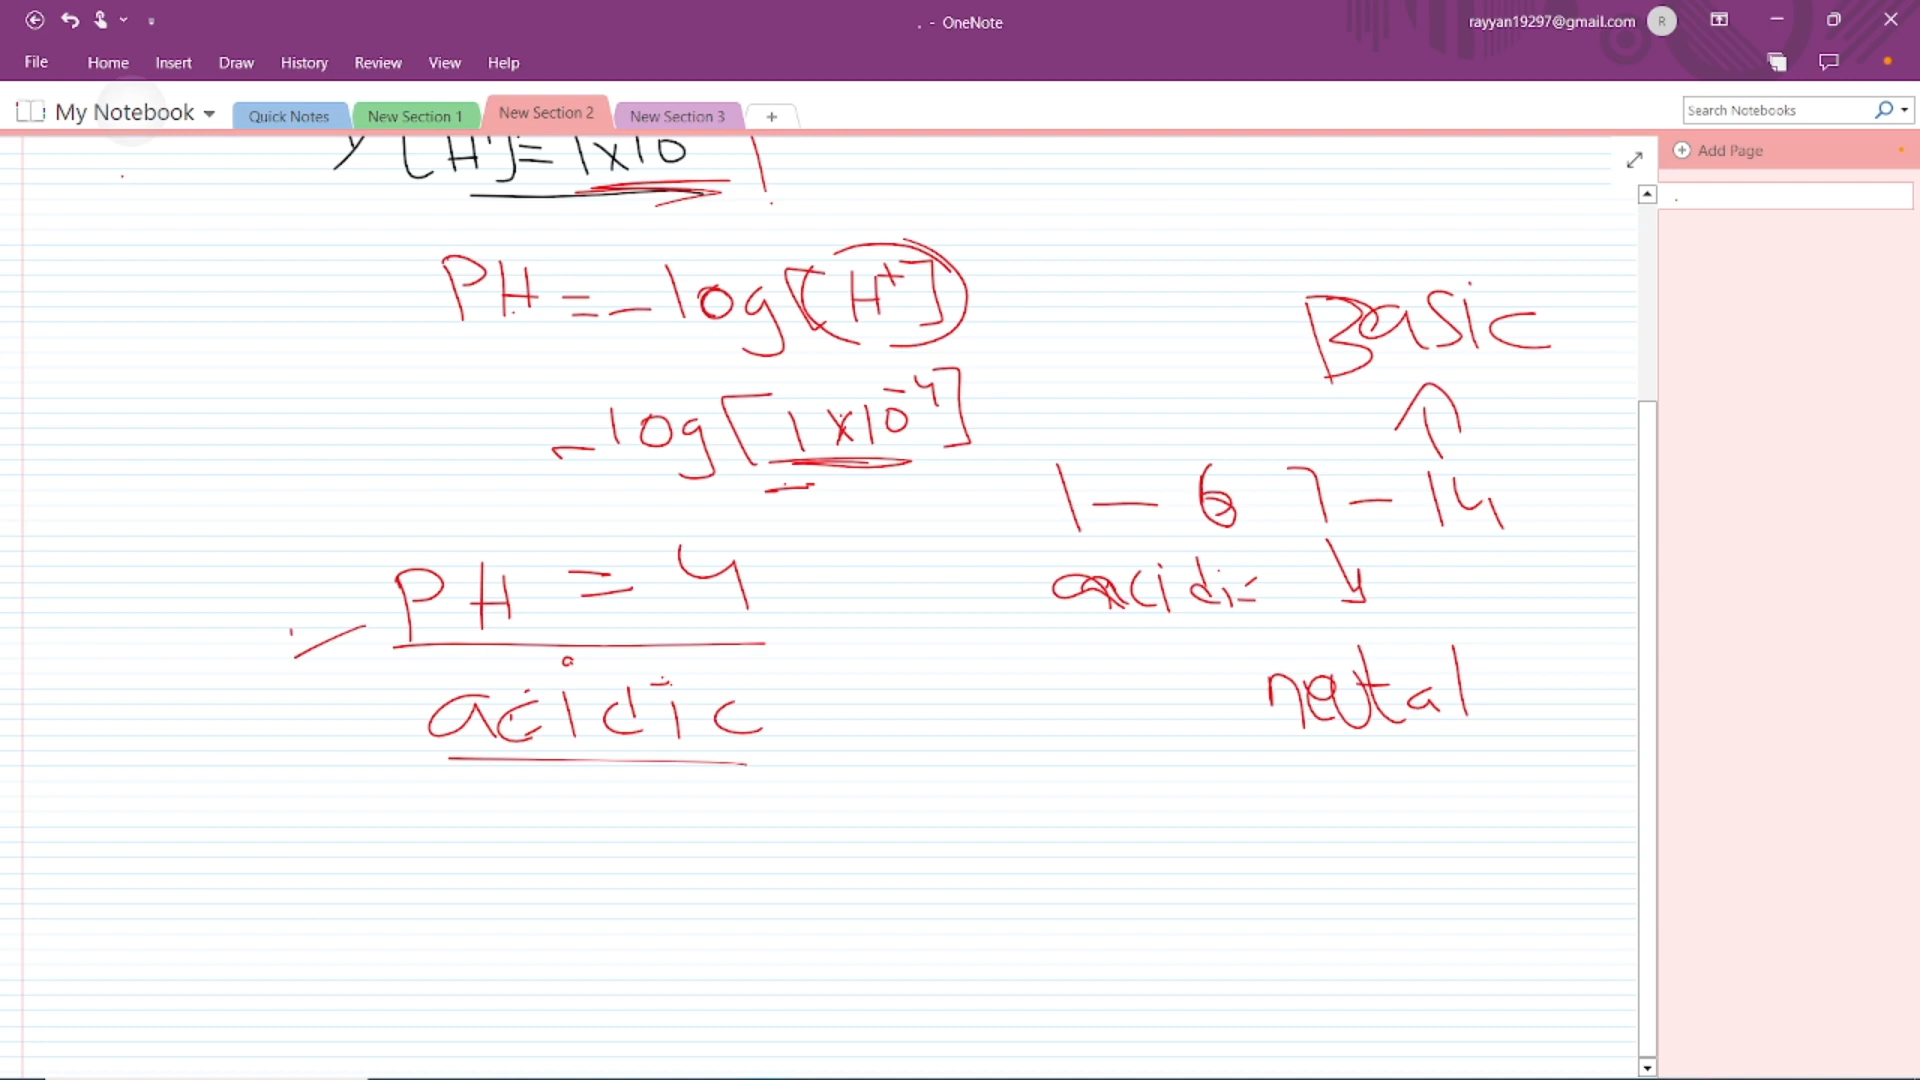 . - OneNote
rayyan19297@gmail.com
R
File Home Insert Draw History Review View Help
My Notebook
Quick Notes
New Section 1
New Section 2
New Section 3
+
Search Notebooks
Add Page
.
[H+]= 1x10
PH = - log [H+]
- log [1x10-4]
Basic
1 - 6 7 - 14
PH = 4
acidic
acidic
neutal